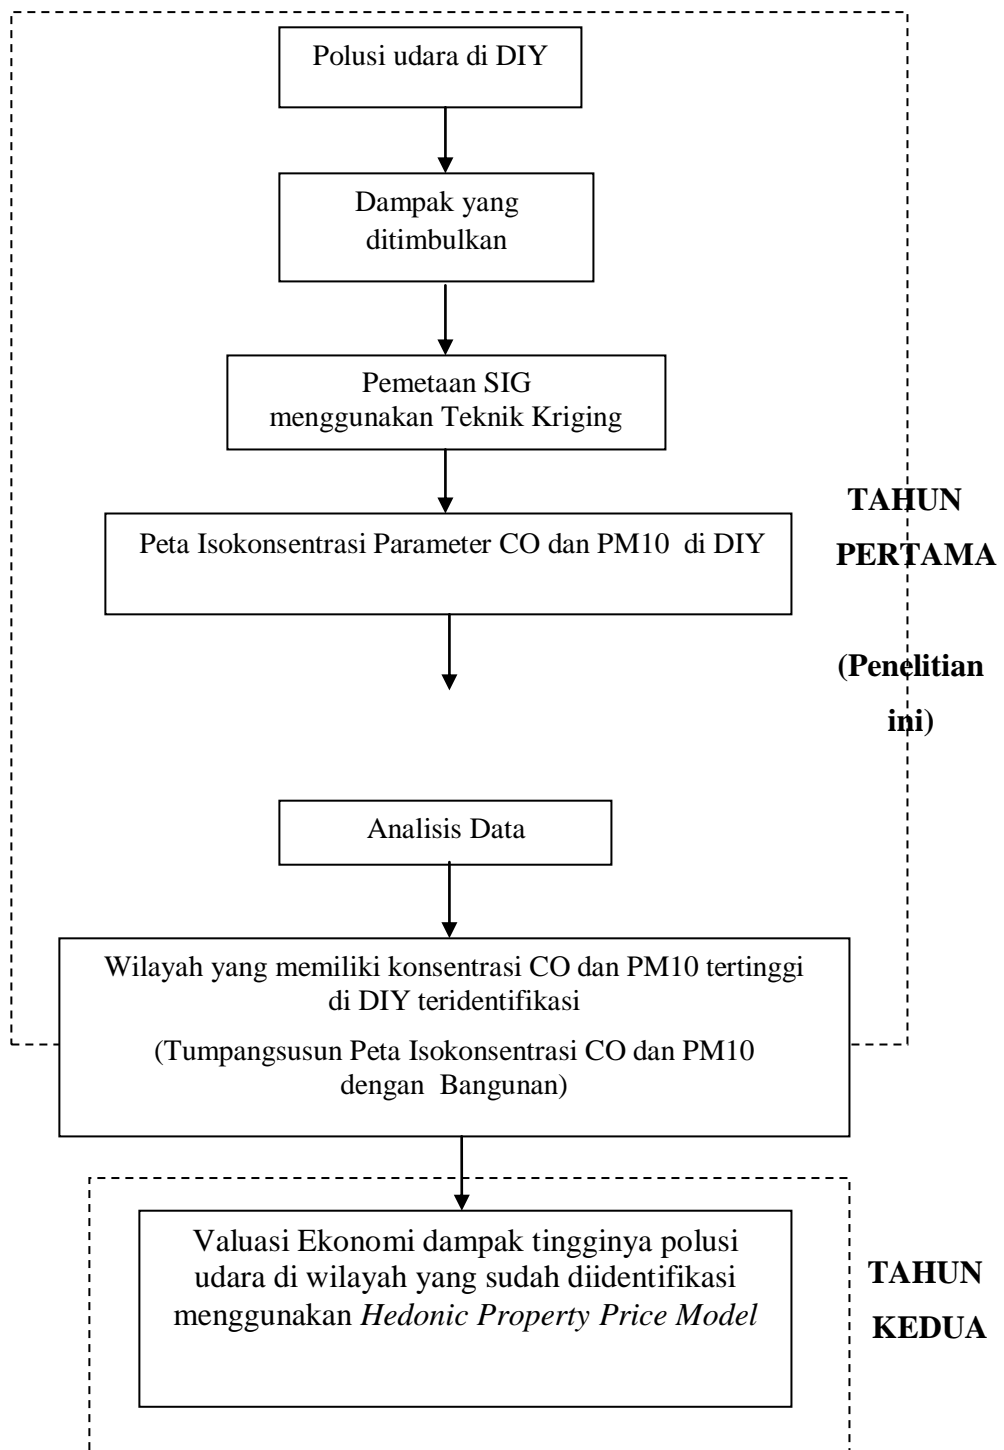 Polusi udara di DIY
Dampak yang
ditimbulkan
Pemetaan SIG
menggunakan Teknik Kriging
Peta Isokonsentrasi Parameter CO dan PM10 di DIY
TAHUN
PERTAMA
(Penelitian
ini)
Analisis Data
Wilayah yang memiliki konsentrasi CO dan PM10 tertinggi
di DIY teridentifikasi
(Tumpangsusun Peta Isokonsentrasi CO dan PM10
dengan Bangunan)
Valuasi Ekonomi dampak tingginya polusi
udara di wilayah yang sudah diidentifikasi
menggunakan Hedonic Property Price Model
TAHUN
KEDUA